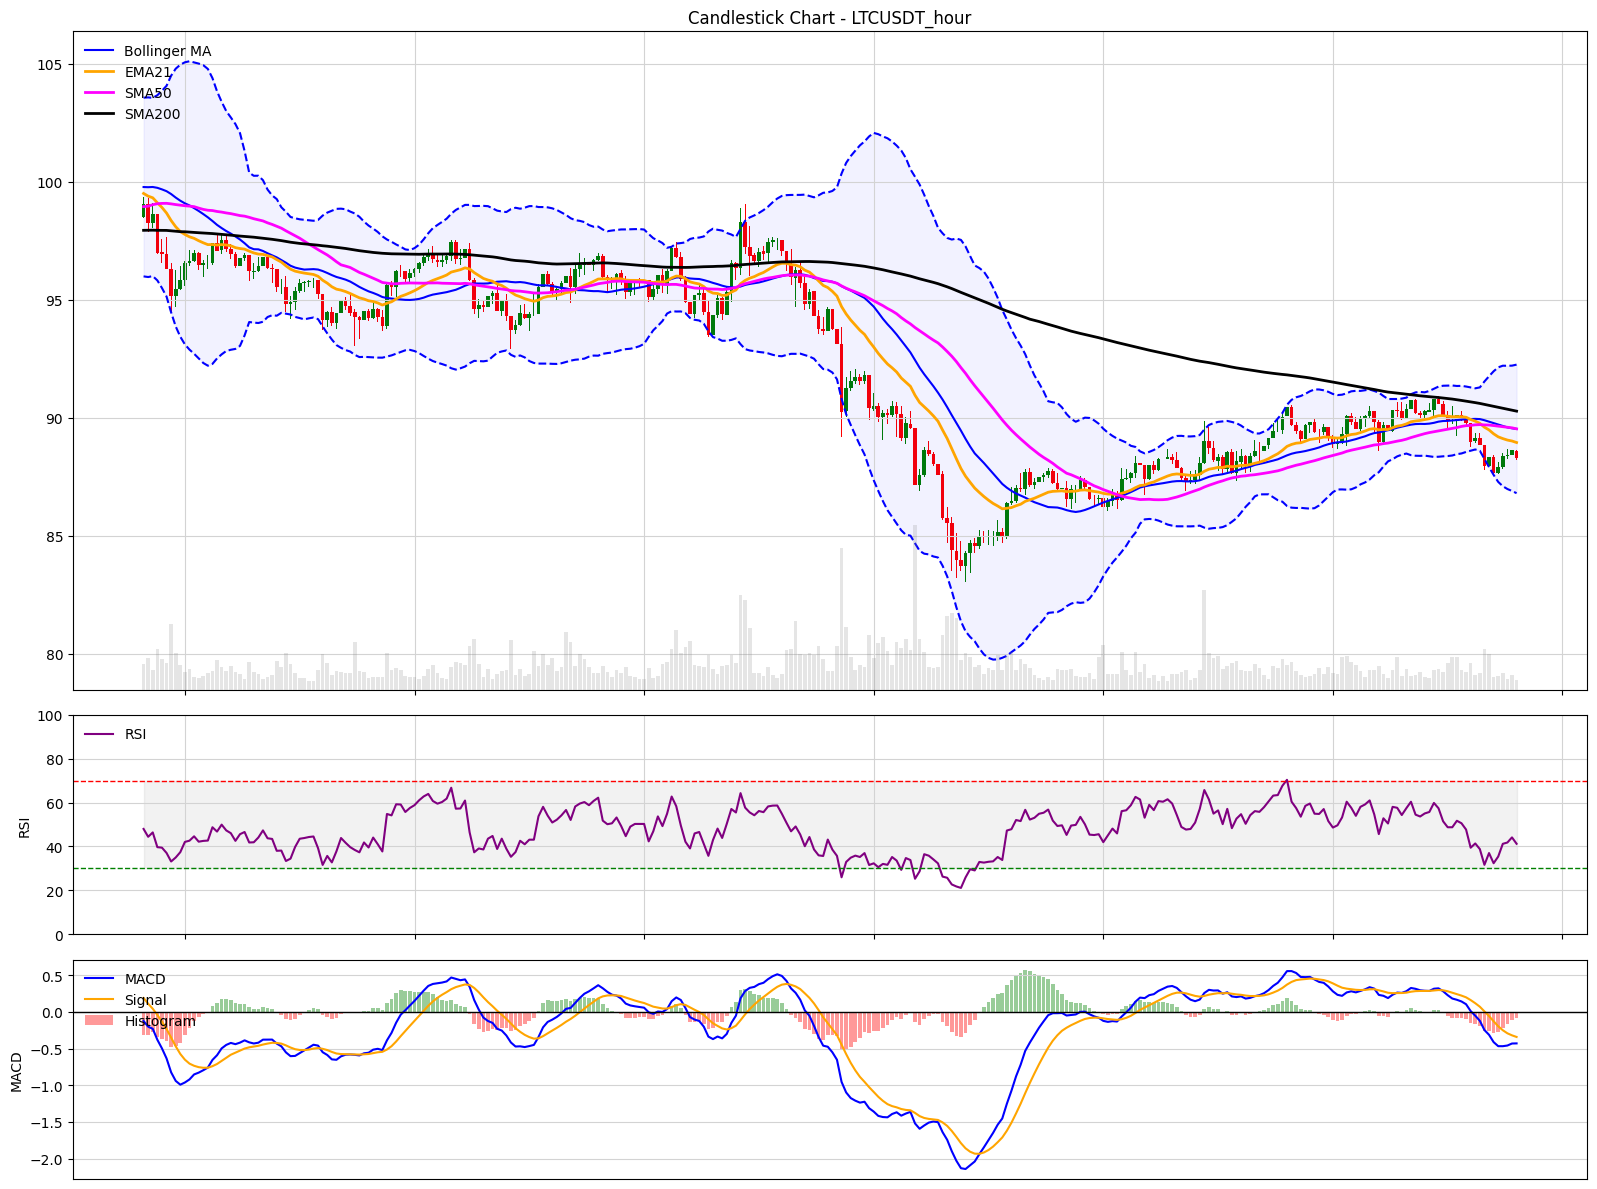 Candlestick Chart - LTCUSDT_hour
Bollinger MA
EMA21
SMA50
SMA200
105
100
95
90
85
80
RSI
100
80
60
40
20
0
RSI
MACD
Signal
Histogram
0.5
0.0
−0.5
−1.0
−1.5
−2.0
MACD